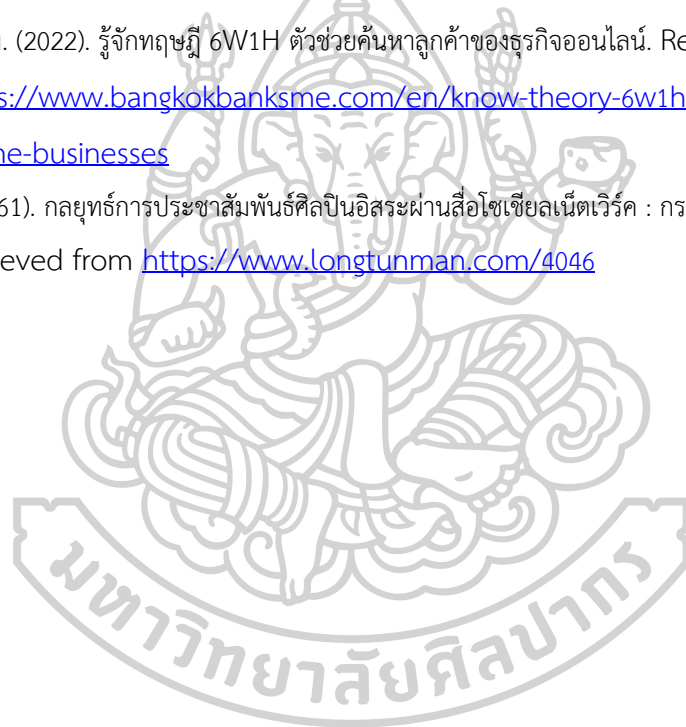 . (2022). รู้จักทฤษฎี 6W1H ตัวช่วยค้นหาลูกค้าของธุรกิจออนไลน์. Re
s://www.bangkokbanksme.com/en/know-theory-6w1h
ne-businesses
61). กลยุทธ์การประชาสัมพันธ์ศิลปินอิสระผ่านสื่อโซเชียลเน็ตเวิร์ค : กร
ieved from https://www.longtunman.com/4046
มหาวิทยาลัยศิลปากร